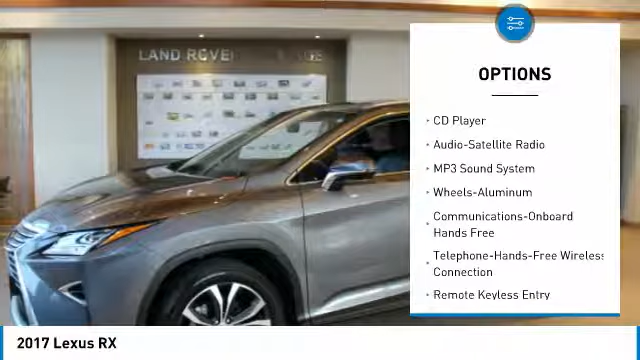 LAND ROVER
OPTIONS
CD Player
Audio-Satellite Radio
MP3 Sound System
Wheels-Aluminum
Communications-Onboard
Hands Free
Telephone-Hands-Free Wireless
Connection
Remote Keyless Entry
2017 Lexus RX